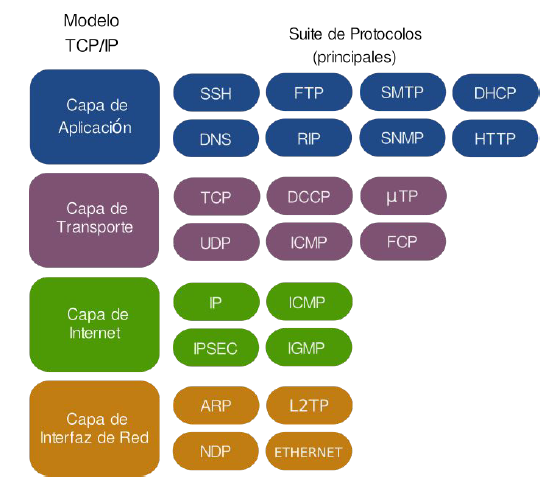 Modelo
TCP/IP
Suite de Protocolos
(principales)
Capa de
Aplicación
SSH FTP SMTP DHCP
DNS RIP SNMP HTTP
Capa de
Transporte
TCP DCCP µTP
UDP ICMP FCP
Capa de
Internet
IP ICMP
IPSEC IGMP
Capa de
Interfaz de Red
ARP L2TP
NDP ETHERNET